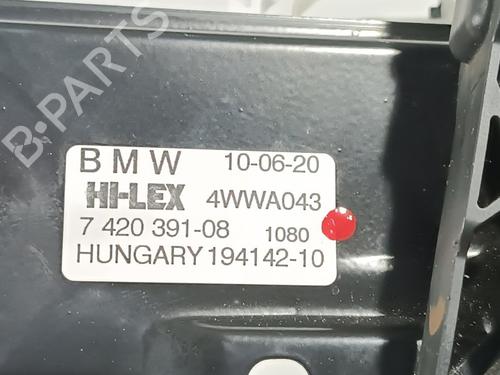 B-PARTS
BMW 10-06-20
HI-LEX 4WWA043
7 420 391-08 1080
HUNGARY 194142-10